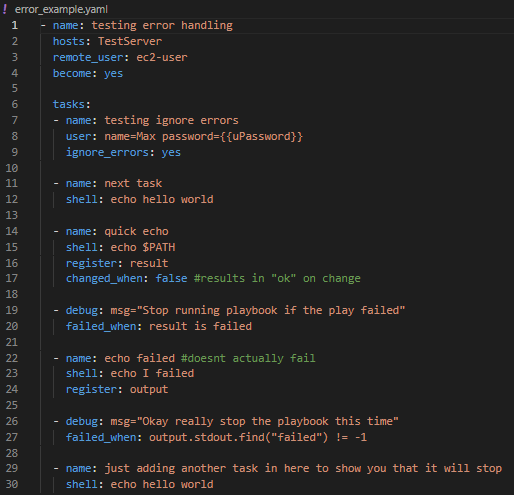 ! error_example.yaml
1 - name: testing error handling
2 hosts: TestServer
3 remote_user: ec2-user
4 become: yes
5
6 tasks:
7 - name: testing ignore errors
8 user: name=Max password={{uPassword}}
9 ignore_errors: yes
10
11 - name: next task
12 shell: echo hello world
13
14 - name: quick echo
15 shell: echo $PATH
16 register: result
17 changed_when: false #results in "ok" on change
18
19 - debug: msg="Stop running playbook if the play failed"
20 failed_when: result is failed
21
22 - name: echo failed #doesnt actually fail
23 shell: echo I failed
24 register: output
25
26 - debug: msg="Okay really stop the playbook this time"
27 failed_when: output.stdout.find("failed") != -1
28
29 - name: just adding another task in here to show you that it will stop
30 shell: echo hello world